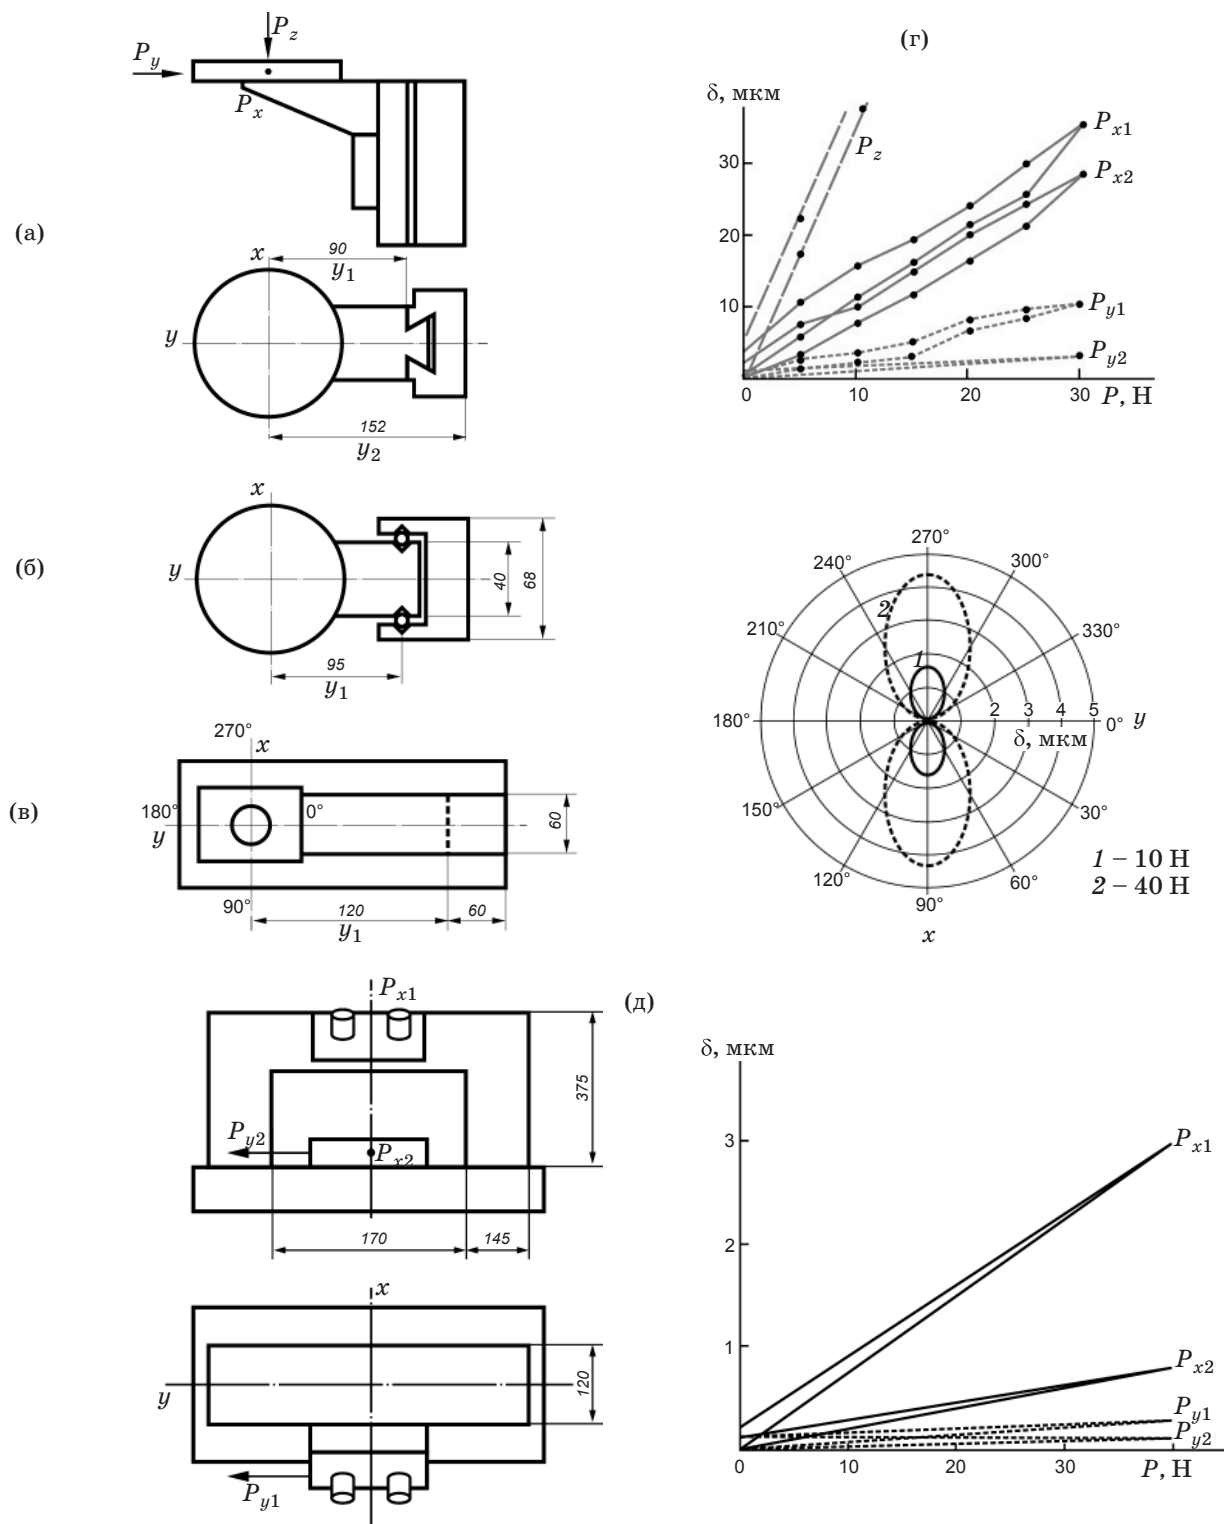 (а)
P_z
P_y
P_x
x
90
y_1
y
152
y_2
(б)
x
y
40
68
95
y_1
(в)
270°
x
180°
0°
y
60
90°
120
60
y_1
P_x1
375
P_y2
P_x2
170
145
x
y
120
P_y1
(г)
δ, мкм
P_x1
P_z
P_x2
30
20
10
P_y1
P_y2
0
10
20
30
P, Н
270°
240°
300°
2
210°
330°
1
180°
2
3
4
5
0°
y
δ, мкм
150°
30°
120°
60°
90°
x
1 – 10 Н
2 – 40 Н
(д)
δ, мкм
3
P_x1
2
1
P_x2
P_y1
P_y2
0
10
20
30
P, Н